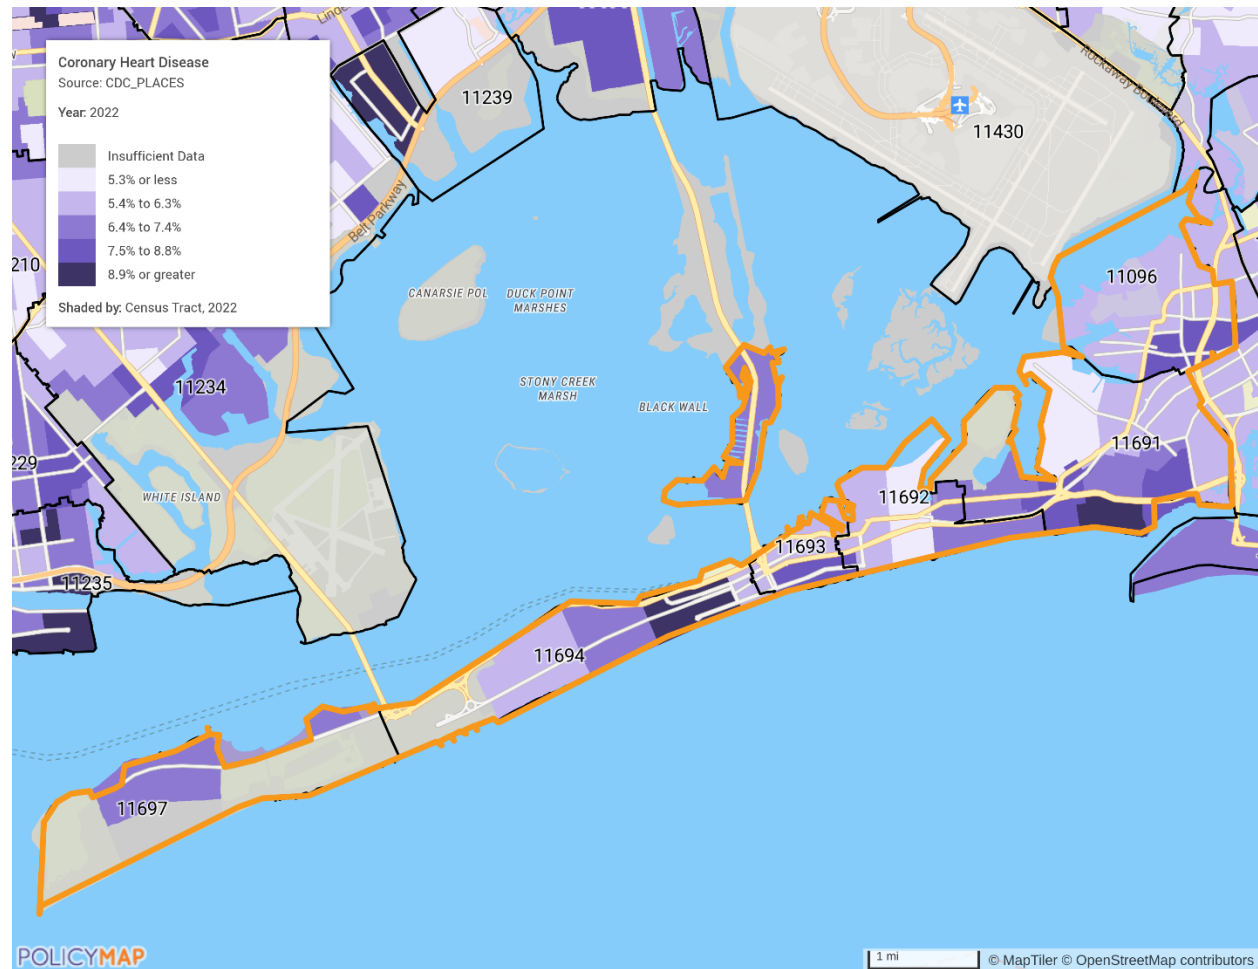 Coronary Heart Disease
Source: CDC_PLACES
Year: 2022
Insufficient Data
5.3% or less
5.4% to 6.3%
6.4% to 7.4%
7.5% to 8.8%
8.9% or greater
Shaded by: Census Tract, 2022
11239
Belt Parkway
11430
Rockaway Boulevard
210
CANARSIE POL
DUCK POINT
MARSHES
11096
11234
STONY CREEK
MARSH
BLACK WALL
229
11691
WHITE ISLAND
11692
11693
11235
11694
11697
POLICYMAP
1 mi
© MapTiler © OpenStreetMap contributors